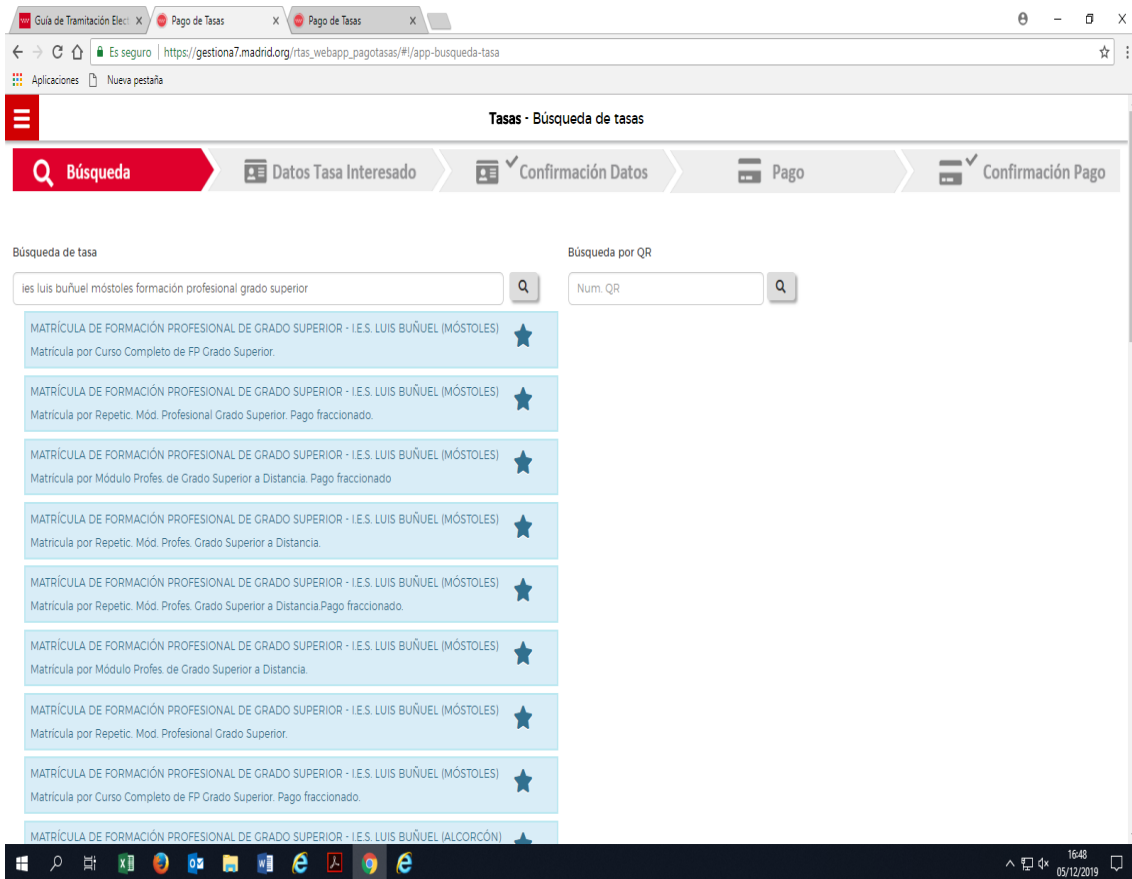 Guía de Tramitación Elect
Pago de Tasas
Pago de Tasas
Es seguro | https://gestiona7.madrid.org/rtas_webapp_pagotasas/#!/app-busqueda-tasa
Aplicaciones Nueva pestaña
Tasas - Búsqueda de tasas
Búsqueda Datos Tasa Interesado Confirmación Datos Pago Confirmación Pago
Búsqueda de tasa
ies luis buñuel móstoles formación profesional grado superior
Búsqueda por QR
Num. QR
MATRÍCULA DE FORMACIÓN PROFESIONAL DE GRADO SUPERIOR - I.E.S. LUIS BUÑUEL (MÓSTOLES)
Matrícula por Curso Completo de FP Grado Superior.
MATRÍCULA DE FORMACIÓN PROFESIONAL DE GRADO SUPERIOR - I.E.S. LUIS BUÑUEL (MÓSTOLES)
Matrícula por Repetic. Mód. Profesional Grado Superior. Pago fraccionado.
MATRÍCULA DE FORMACIÓN PROFESIONAL DE GRADO SUPERIOR - I.E.S. LUIS BUÑUEL (MÓSTOLES)
Matrícula por Módulo Profes. de Grado Superior a Distancia. Pago fraccionado
MATRÍCULA DE FORMACIÓN PROFESIONAL DE GRADO SUPERIOR - I.E.S. LUIS BUÑUEL (MÓSTOLES)
Matricula por Repetic. Mód. Profes. Grado Superior a Distancia.
MATRÍCULA DE FORMACIÓN PROFESIONAL DE GRADO SUPERIOR - I.E.S. LUIS BUÑUEL (MÓSTOLES)
Matrícula por Repetic. Mód. Profes. Grado Superior a Distancia.Pago fraccionado.
MATRÍCULA DE FORMACIÓN PROFESIONAL DE GRADO SUPERIOR - I.E.S. LUIS BUÑUEL (MÓSTOLES)
Matrícula por Módulo Profes. de Grado Superior a Distancia.
MATRÍCULA DE FORMACIÓN PROFESIONAL DE GRADO SUPERIOR - I.E.S. LUIS BUÑUEL (MÓSTOLES)
Matrícula por Repetic. Mod. Profesional Grado Superior.
MATRÍCULA DE FORMACIÓN PROFESIONAL DE GRADO SUPERIOR - I.E.S. LUIS BUÑUEL (MÓSTOLES)
Matrícula por Curso Completo de FP Grado Superior. Pago fraccionado.
MATRÍCULA DE FORMACIÓN PROFESIONAL DE GRADO SUPERIOR - I.E.S. LUIS BUÑUEL (ALCORCÓN)
16:48
05/12/2019